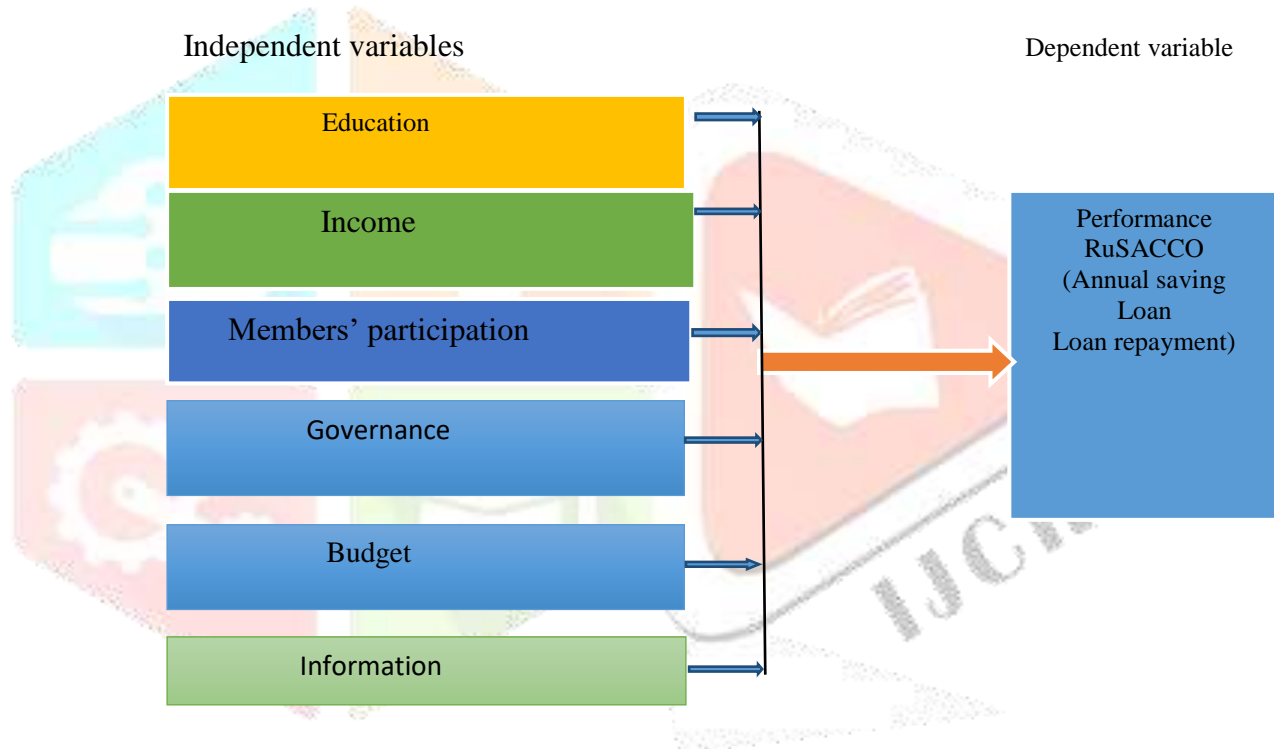 Independent variables
Dependent variable
Education
Income
Members’ participation
Governance
Budget
Information
Performance
RuSACCO
(Annual saving
Loan
Loan repayment)